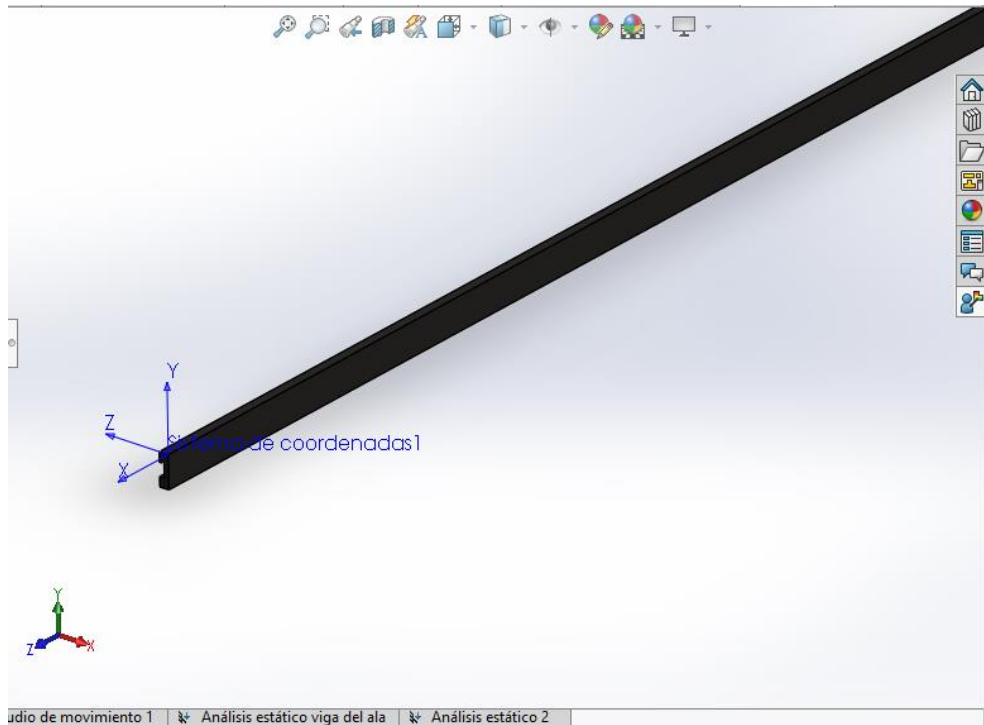 Y
Z
Sistema de coordenadas1
X
Y
Z
X
udio de movimiento 1
Análisis estático viga del ala
Análisis estático 2